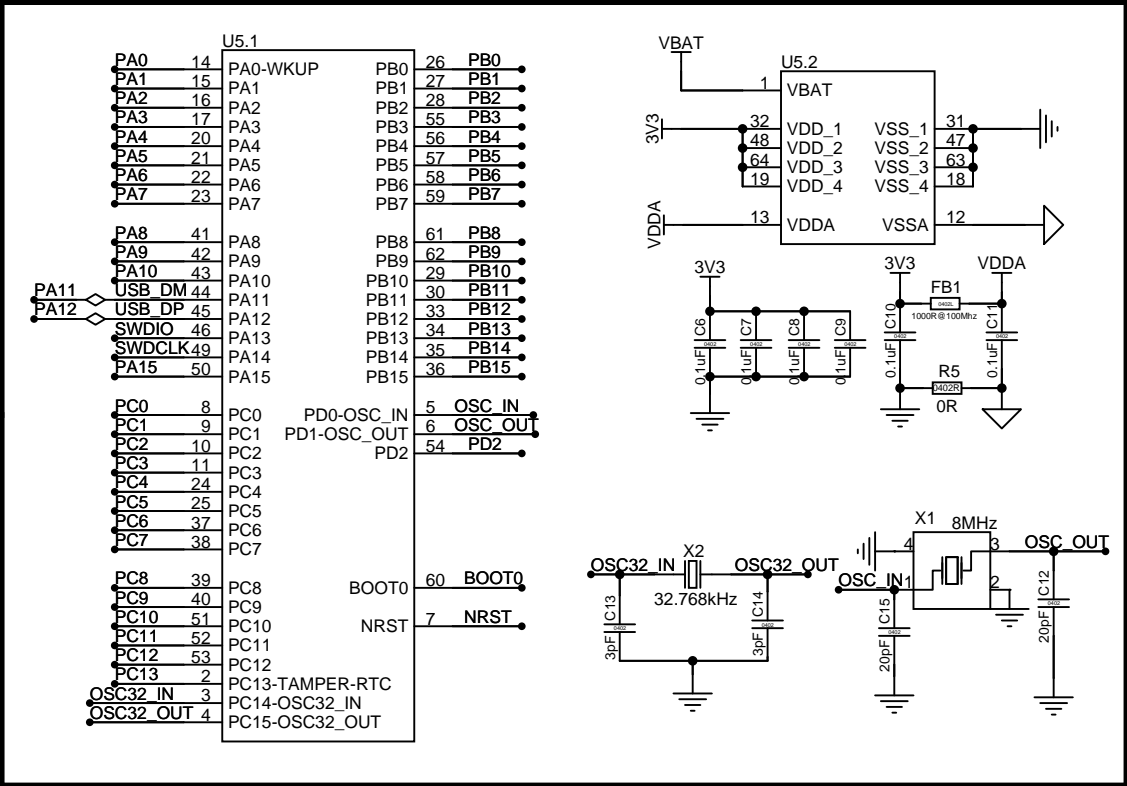 U5.1
PA0 14 PA0-WKUP PB0 26 PB0
PA1 15 PA1 PB1 27 PB1
PA2 16 PA2 PB2 28 PB2
PA3 17 PA3 PB3 55 PB3
PA4 20 PA4 PB4 56 PB4
PA5 21 PA5 PB5 57 PB5
PA6 22 PA6 PB6 58 PB6
PA7 23 PA7 PB7 59 PB7
PA8 41 PA8 PB8 61 PB8
PA9 42 PA9 PB9 62 PB9
PA10 43 PA10 PB10 29 PB10
PA11 USB_DM 44 PA11 PB11 30 PB11
PA12 USB_DP 45 PA12 PB12 33 PB12
SWDIO 46 PA13 PB13 34 PB13
SWDCLK 49 PA14 PB14 35 PB14
PA15 50 PA15 PB15 36 PB15
PC0 8 PC0 PD0-OSC_IN 5 OSC_IN
PC1 9 PC1 PD1-OSC_OUT 6 OSC_OUT
PC2 10 PC2 PD2 54 PD2
PC3 11 PC3
PC4 24 PC4
PC5 25 PC5
PC6 37 PC6
PC7 38 PC7
PC8 39 PC8 BOOT0 60 BOOT0
PC9 40 PC9
PC10 51 PC10 NRST 7 NRST
PC11 52 PC11
PC12 53 PC12
PC13 2 PC13-TAMPER-RTC
OSC32_IN 3 PC14-OSC32_IN
OSC32_OUT 4 PC15-OSC32_OUT
VBAT
U5.2
1 VBAT
3V3 32 VDD_1 VSS_1 31
48 VDD_2 VSS_2 47
64 VDD_3 VSS_3 63
19 VDD_4 VSS_4 18
VDDA 13 VDDA VSSA 12
3V3
C6 0402 0.1uF
C7 0402 0.1uF
C8 0402 0.1uF
C9 0402 0.1uF
3V3 VDDA
FB1
0402L
1000R@100Mhz
C10 0402 0.1uF
C11 0402 0.1uF
R5
0402R
0R
OSC32_IN X2 OSC32_OUT
32.768kHz
C13 0402 3pF
C14 0402 3pF
X1 8MHz
4 3 OSC_OUT
OSC_IN 1 2
C15 0402 20pF
C12 0402 20pF